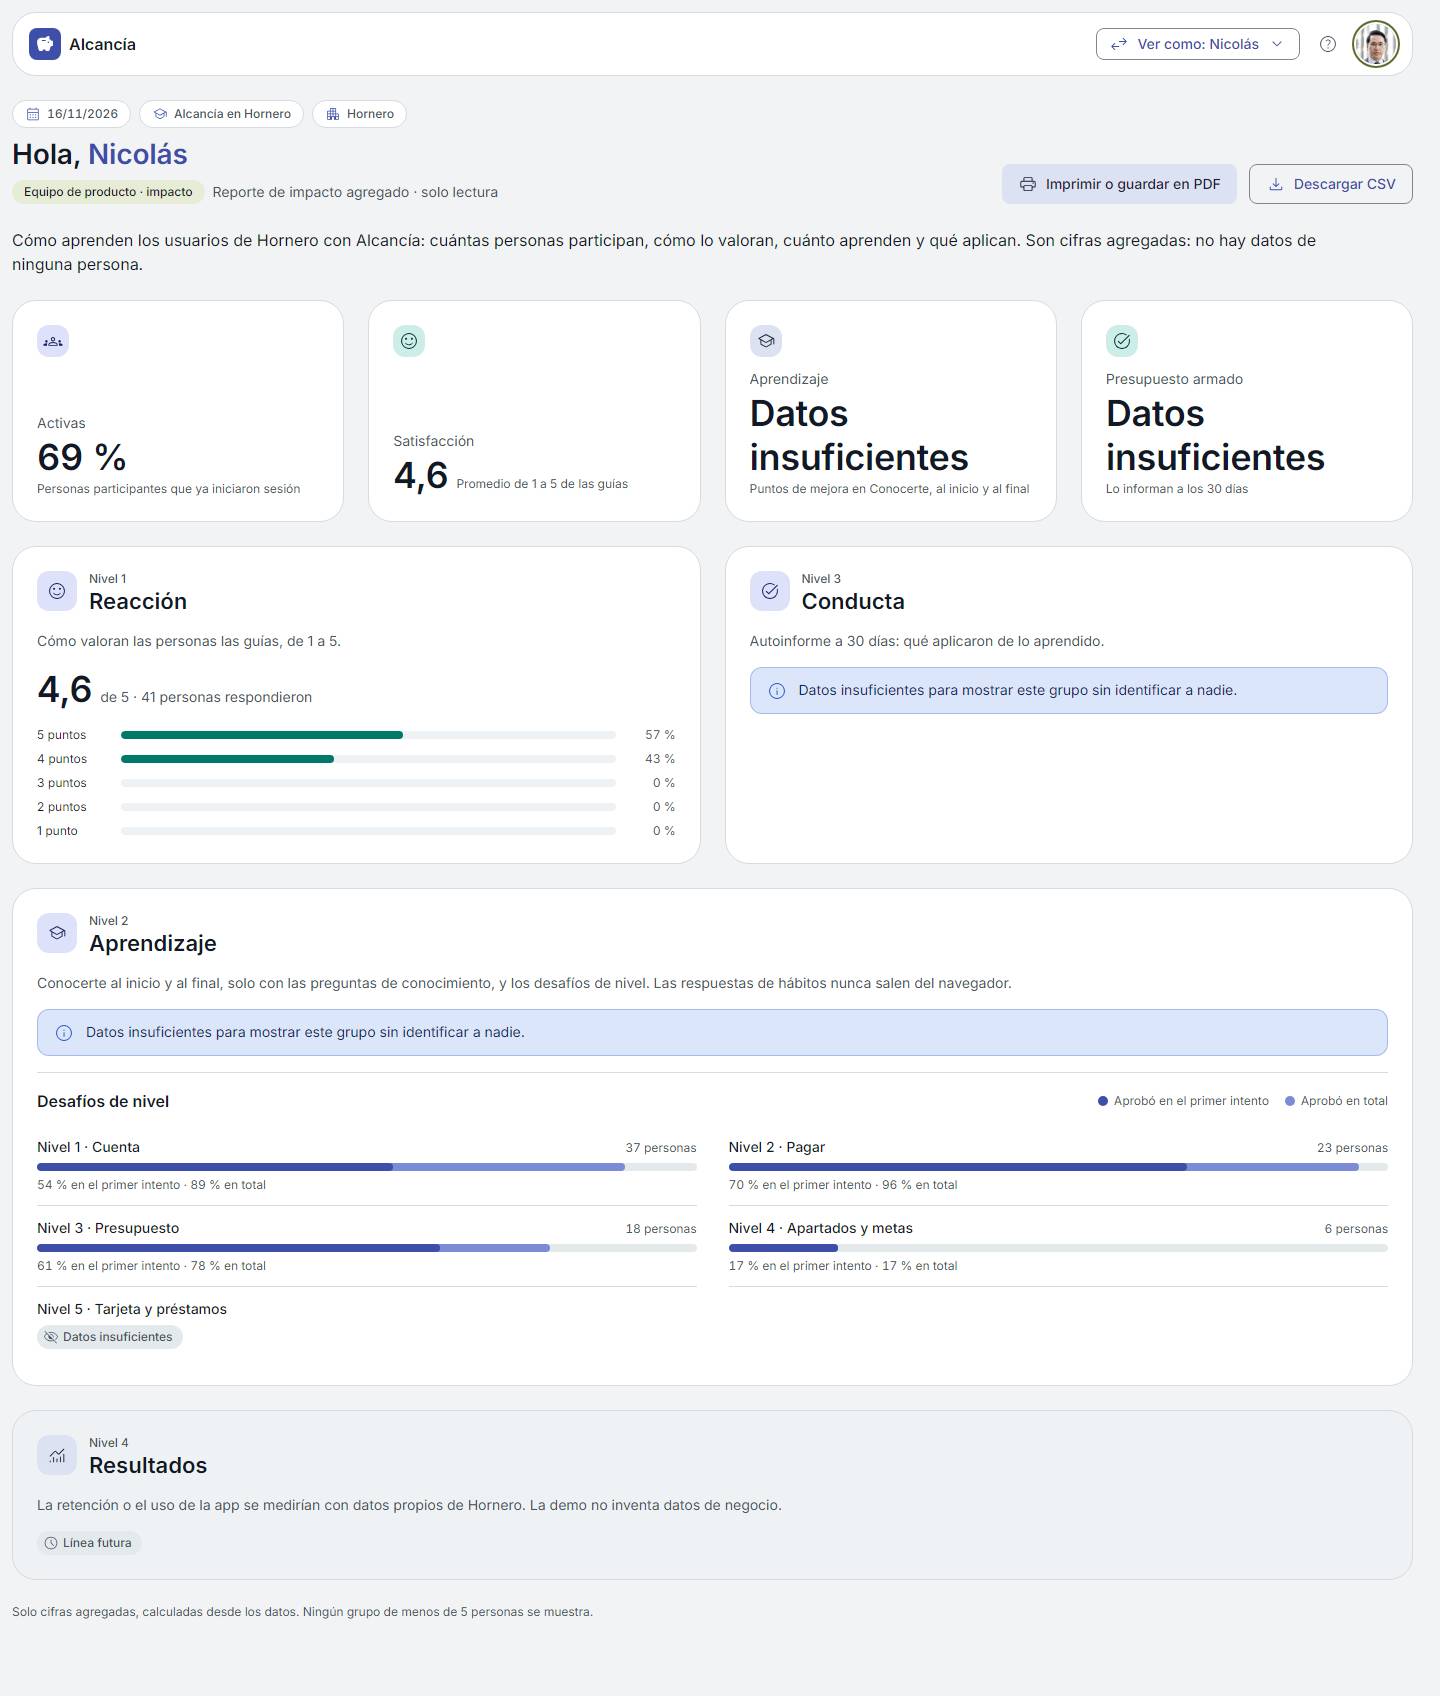 Alcancía
Ver como: Nicolás
16/11/2026
Alcancía en Hornero
Hornero
Hola, Nicolás
Equipo de producto · impacto
Reporte de impacto agregado · solo lectura
Imprimir o guardar en PDF
Descargar CSV
Cómo aprenden los usuarios de Hornero con Alcancía: cuántas personas participan, cómo lo valoran, cuánto aprenden y qué aplican. Son cifras agregadas: no hay datos de
ninguna persona.
Activas
69 %
Personas participantes que ya iniciaron sesión
Satisfacción
4,6 Promedio de 1 a 5 de las guías
Aprendizaje
Datos
insuficientes
Puntos de mejora en Conocerte, al inicio y al final
Presupuesto armado
Datos
insuficientes
Lo informan a los 30 días
Nivel 1
Reacción
Cómo valoran las personas las guías, de 1 a 5.
4,6 de 5 · 41 personas respondieron
5 puntos 57 %
4 puntos 43 %
3 puntos 0 %
2 puntos 0 %
1 punto 0 %
Nivel 3
Conducta
Autoinforme a 30 días: qué aplicaron de lo aprendido.
Datos insuficientes para mostrar este grupo sin identificar a nadie.
Nivel 2
Aprendizaje
Conocerte al inicio y al final, solo con las preguntas de conocimiento, y los desafíos de nivel. Las respuestas de hábitos nunca salen del navegador.
Datos insuficientes para mostrar este grupo sin identificar a nadie.
Desafíos de nivel
Aprobó en el primer intento
Aprobó en total
Nivel 1 · Cuenta 37 personas
54 % en el primer intento · 89 % en total
Nivel 2 · Pagar 23 personas
70 % en el primer intento · 96 % en total
Nivel 3 · Presupuesto 18 personas
61 % en el primer intento · 78 % en total
Nivel 4 · Apartados y metas 6 personas
17 % en el primer intento · 17 % en total
Nivel 5 · Tarjeta y préstamos
Datos insuficientes
Nivel 4
Resultados
La retención o el uso de la app se medirían con datos propios de Hornero. La demo no inventa datos de negocio.
Línea futura
Solo cifras agregadas, calculadas desde los datos. Ningún grupo de menos de 5 personas se muestra.